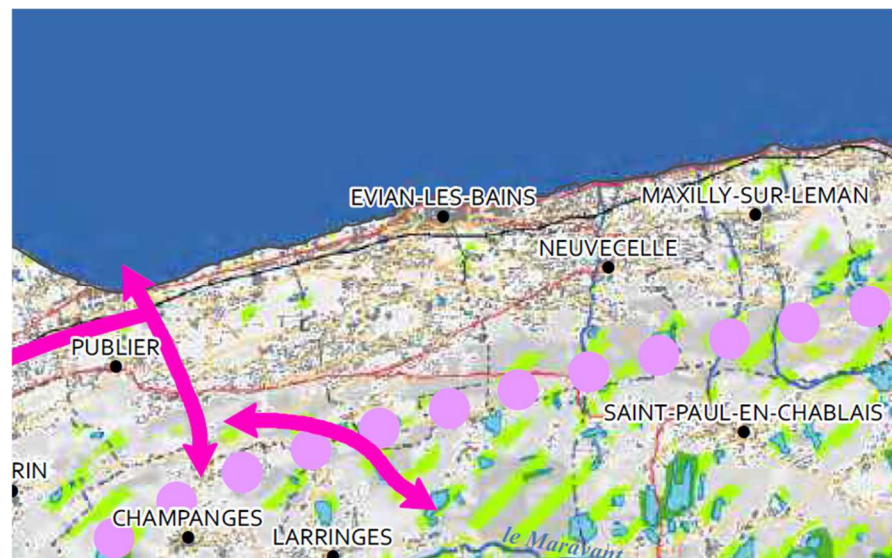 EVIAN-LES-BAINS
MAXILLY-SUR-LEMAN
NEUVECELLE
PUBLIER
SAINT-PAUL-EN-CHABLAIS
RIN
CHAMPANGES
LARRINGES
le Maravant